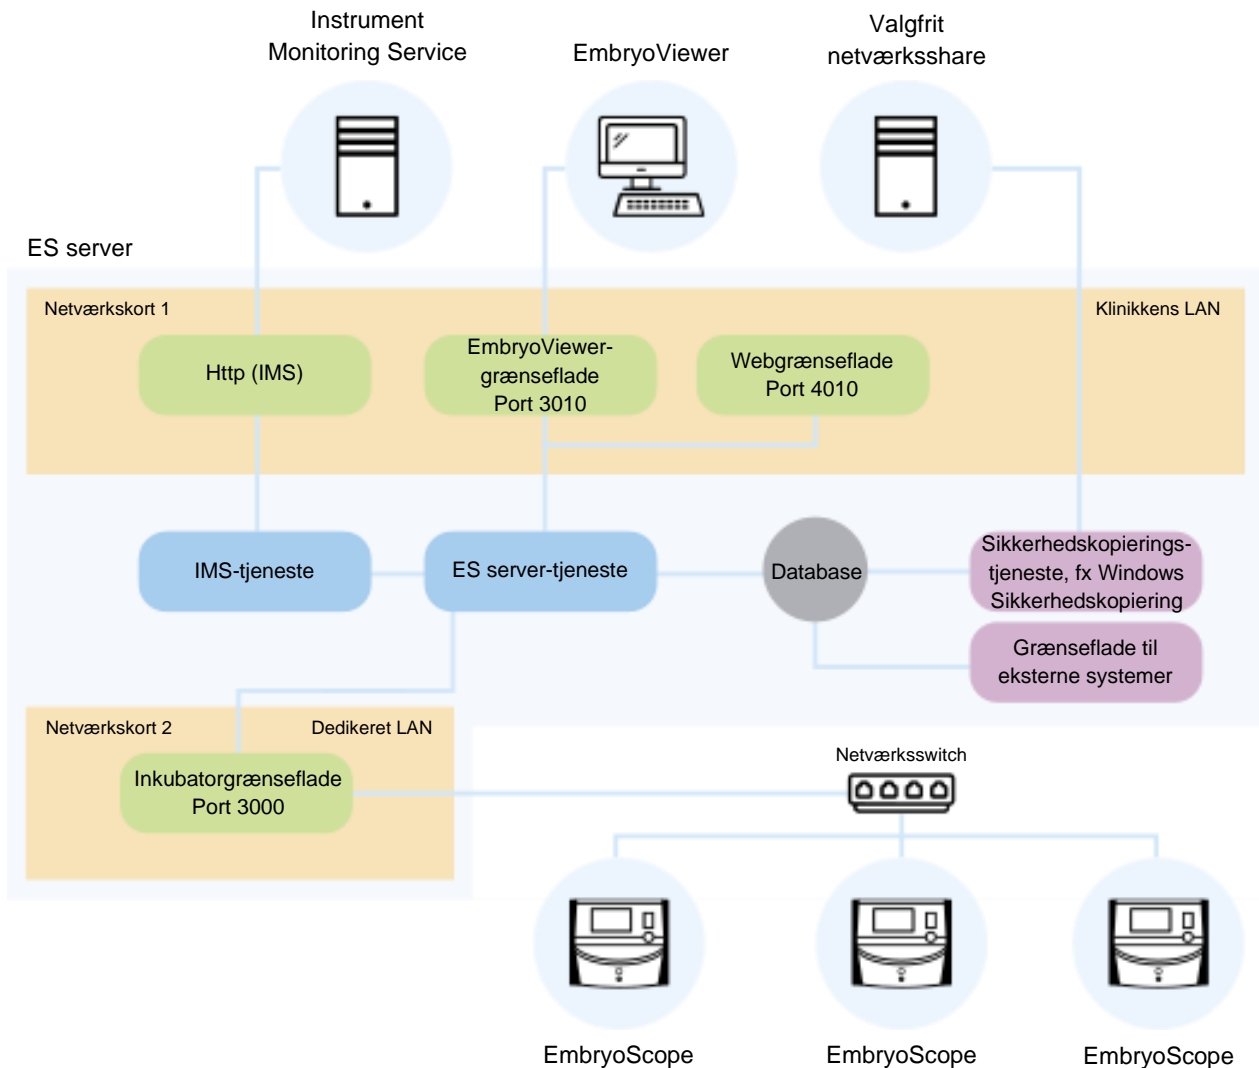 Instrument
Monitoring Service
EmbryoViewer
Valgfrit
netværksshare
ES server
Netværkskort 1
Klinikkens LAN
Http (IMS)
EmbryoViewer-
grænseflade
Port 3010
Webgrænseflade
Port 4010
IMS-tjeneste
ES server-tjeneste
Database
Sikkerhedskopierings-
tjeneste, fx Windows
Sikkerhedskopiering
Grænseflade til
eksterne systemer
Netværkskort 2
Dedikeret LAN
Inkubatorgrænseflade
Port 3000
Netværksswitch
EmbryoScope
EmbryoScope
EmbryoScope